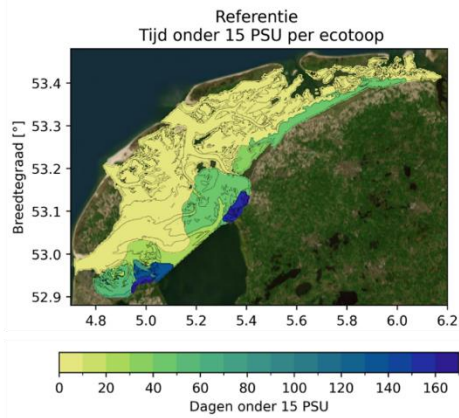 Referentie
Tijd onder 15 PSU per ecotoop
Breedtegraad [°]
53.4
53.3
53.2
53.1
53.0
52.9
4.8 5.0 5.2 5.4 5.6 5.8 6.0 6.2
0 20 40 60 80 100 120 140 160
Dagen onder 15 PSU